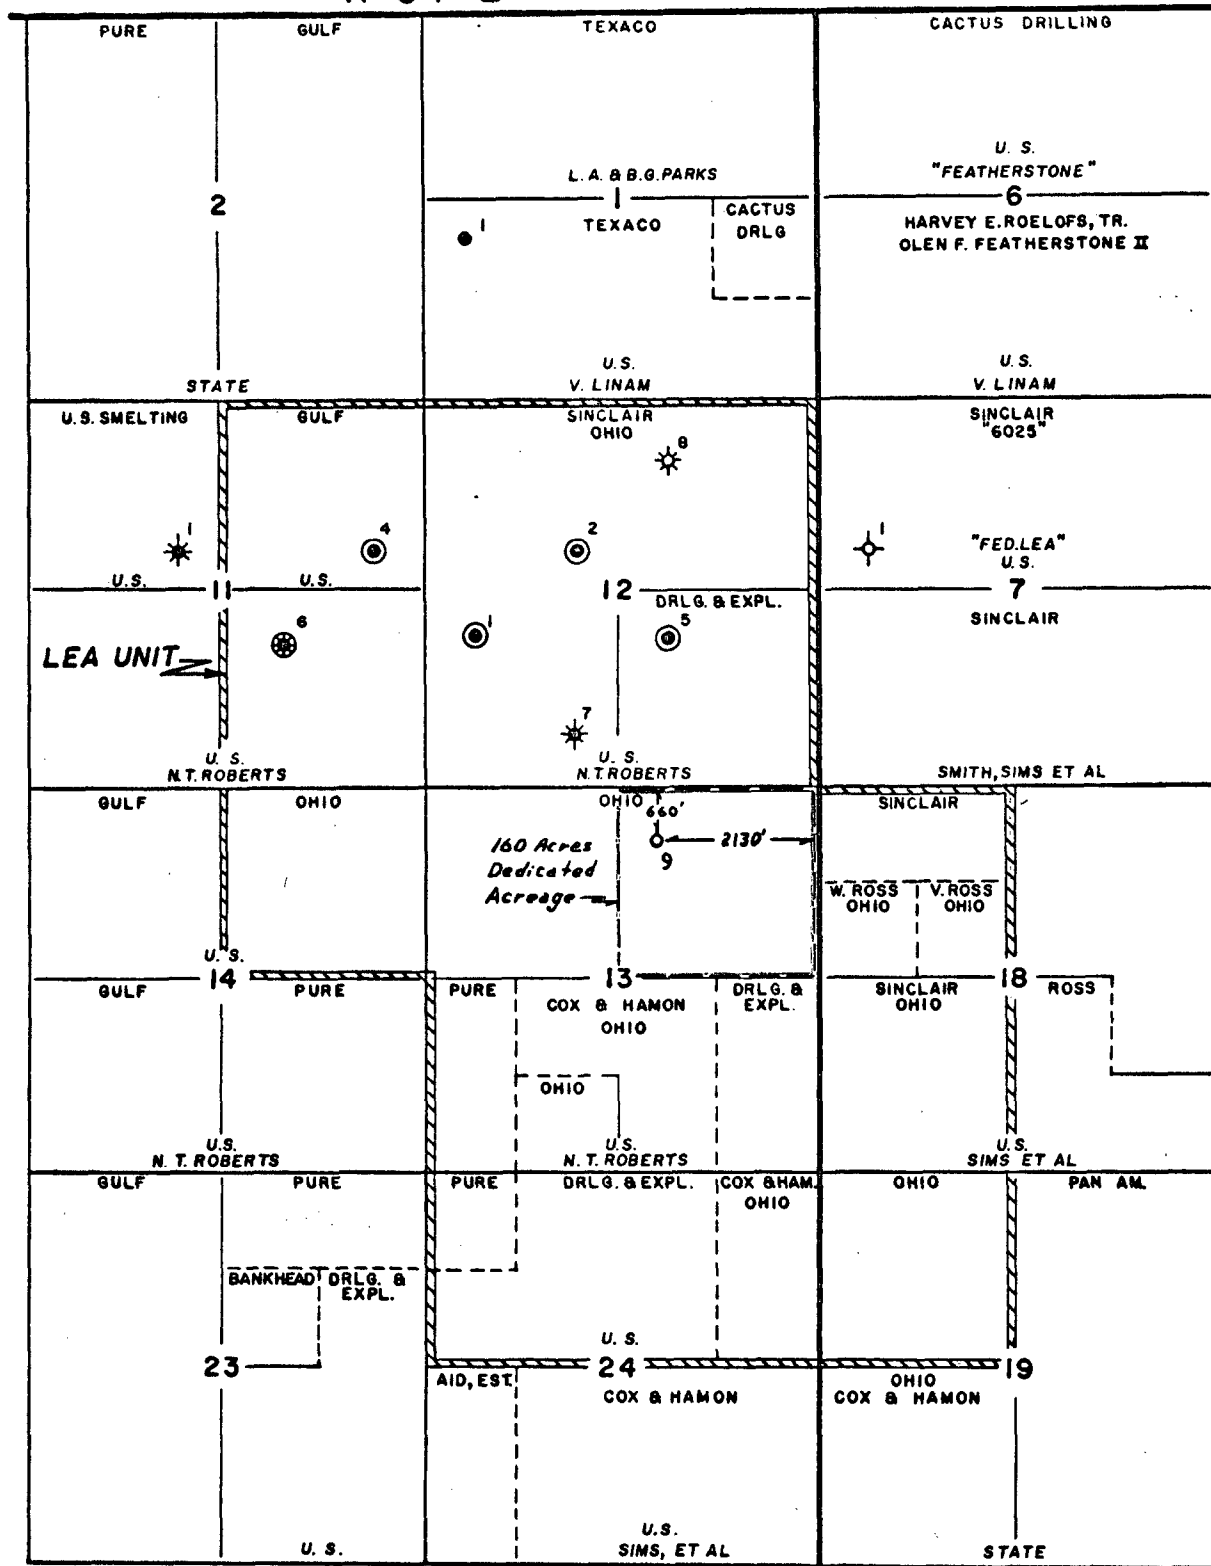 PURE
GULF
TEXACO
CACTUS DRILLING
U. S.
"FEATHERSTONE"
L. A. & B.G. PARKS
2
1
6
TEXACO
CACTUS
DRLG
HARVEY E. ROELOFS, TR.
OLEN F. FEATHERSTONE II
1
STATE
U.S.
V. LINAM
U.S.
V. LINAM
U.S. SMELTING
GULF
SINCLAIR
OHIO
SINCLAIR
"6025"
8
1
4
2
1
"FED.LEA"
U.S.
U.S.
U.S.
11
12
7
DRLG. & EXPL.
SINCLAIR
6
1
5
LEA UNIT
7
U. S.
N.T. ROBERTS
U. S.
N.T. ROBERTS
SMITH, SIMS ET AL
GULF
OHIO
OHIO
SINCLAIR
660'
2130'
9
160 Acres
Dedicated
Acreage
W. ROSS
OHIO
V. ROSS
OHIO
U.S.
14
13
18
GULF
PURE
PURE
COX & HAMON
OHIO
DRLG. &
EXPL.
SINCLAIR
OHIO
ROSS
OHIO
U.S.
N. T. ROBERTS
U.S.
N. T. ROBERTS
U.S.
SIMS ET AL
GULF
PURE
PURE
DRLG. & EXPL.
COX & HAM.
OHIO
OHIO
PAN AM.
BANKHEAD
DRLG. &
EXPL.
U. S.
23
24
19
AID, EST.
COX & HAMON
OHIO
COX & HAMON
U. S.
U.S.
SIMS, ET AL
STATE